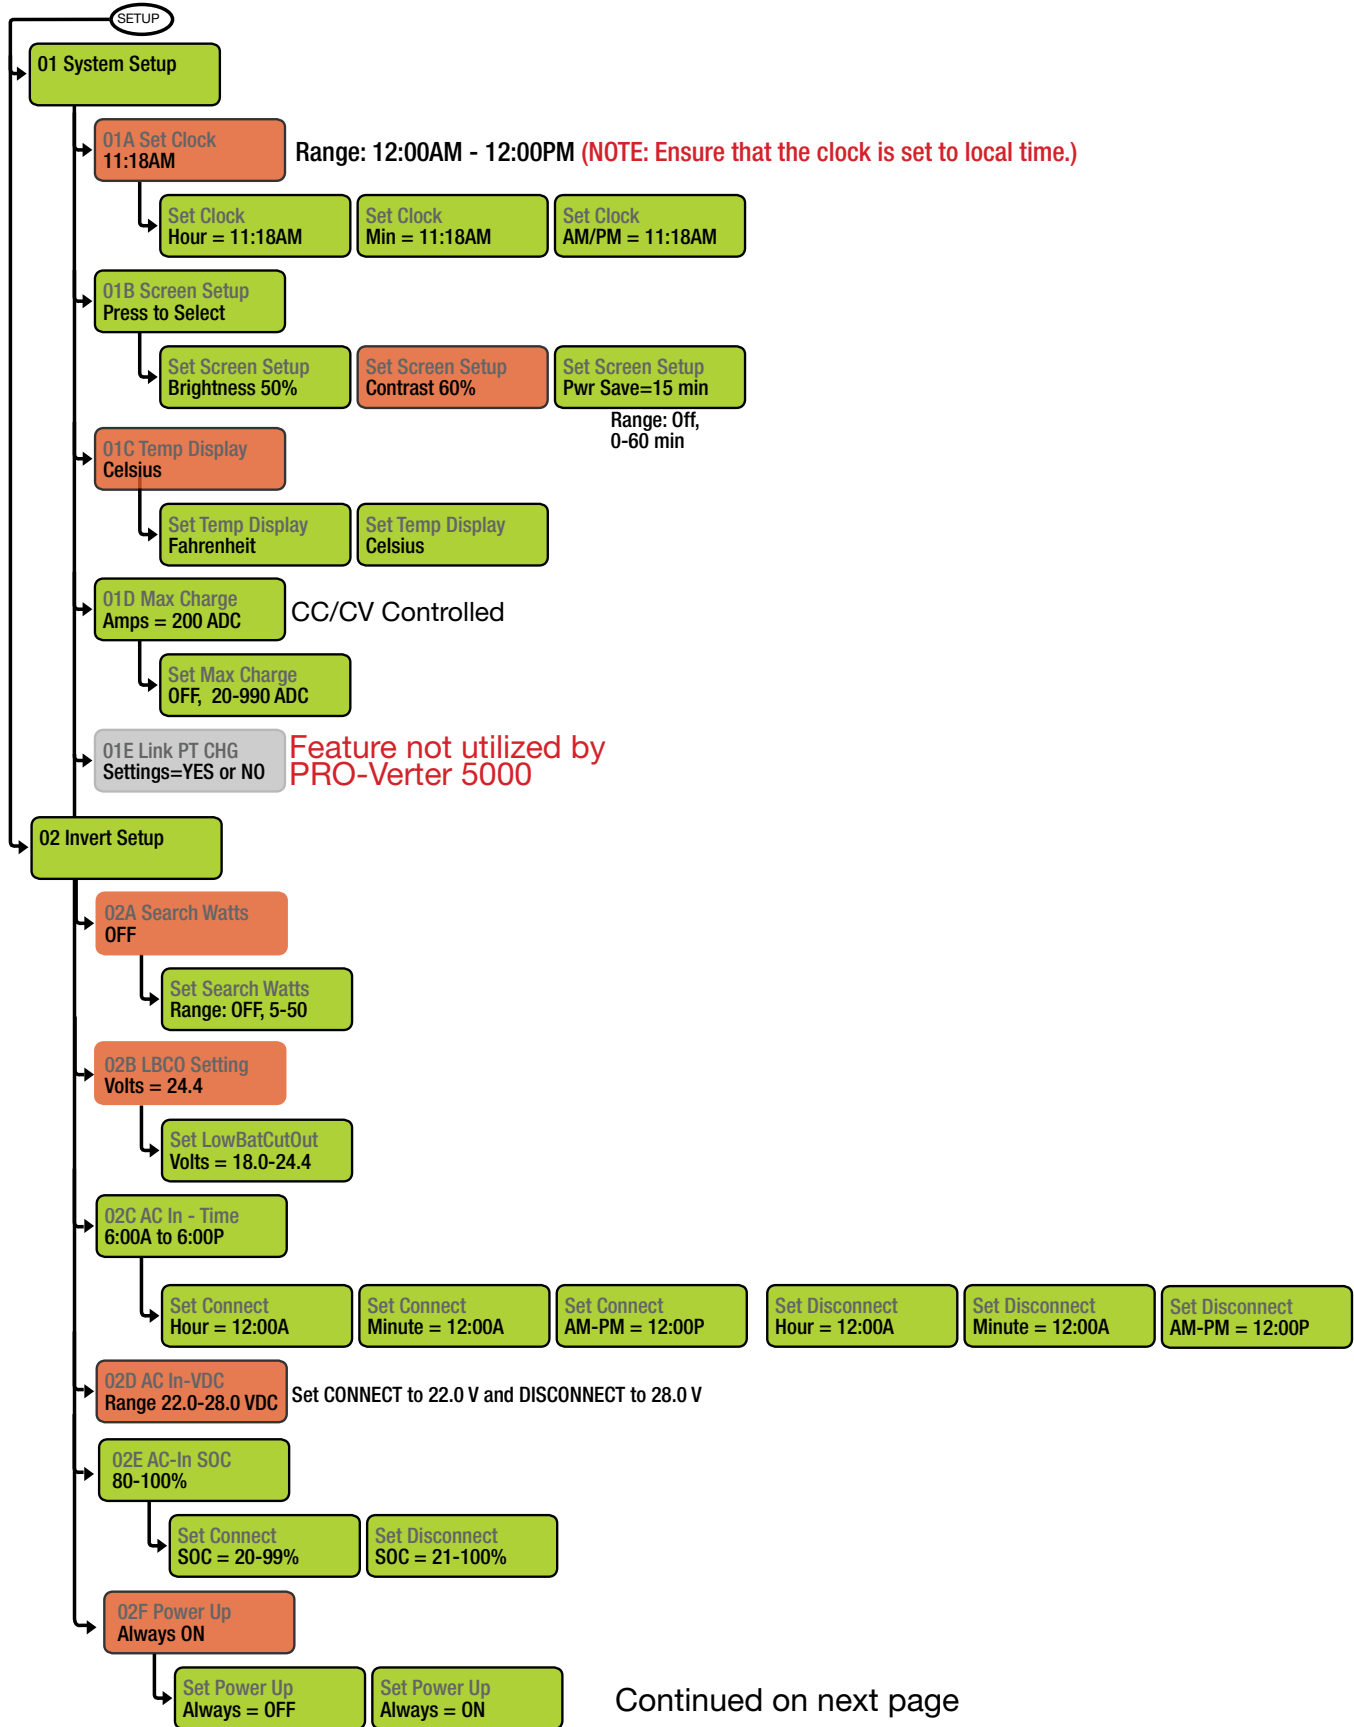 SETUP
01 System Setup
01A Set Clock
11:18AM
Range: 12:00AM - 12:00PM (NOTE: Ensure that the clock is set to local time.)
Set Clock
Hour = 11:18AM
Set Clock
Min = 11:18AM
Set Clock
AM/PM = 11:18AM
01B Screen Setup
Press to Select
Set Screen Setup
Brightness 50%
Set Screen Setup
Contrast 60%
Set Screen Setup
Pwr Save=15 min
Range: Off,
0-60 min
01C Temp Display
Celsius
Set Temp Display
Fahrenheit
Set Temp Display
Celsius
01D Max Charge
Amps = 200 ADC
CC/CV Controlled
Set Max Charge
OFF, 20-990 ADC
01E Link PT CHG
Settings=YES or NO
Feature not utilized by
PRO-Verter 5000
02 Invert Setup
02A Search Watts
OFF
Set Search Watts
Range: OFF, 5-50
02B LBCO Setting
Volts = 24.4
Set LowBatCutOut
Volts = 18.0-24.4
02C AC In - Time
6:00A to 6:00P
Set Connect
Hour = 12:00A
Set Connect
Minute = 12:00A
Set Connect
AM-PM = 12:00P
Set Disconnect
Hour = 12:00A
Set Disconnect
Minute = 12:00A
Set Disconnect
AM-PM = 12:00P
02D AC In-VDC
Range 22.0-28.0 VDC
Set CONNECT to 22.0 V and DISCONNECT to 28.0 V
02E AC-In SOC
80-100%
Set Connect
SOC = 20-99%
Set Disconnect
SOC = 21-100%
02F Power Up
Always ON
Set Power Up
Always = OFF
Set Power Up
Always = ON
Continued on next page